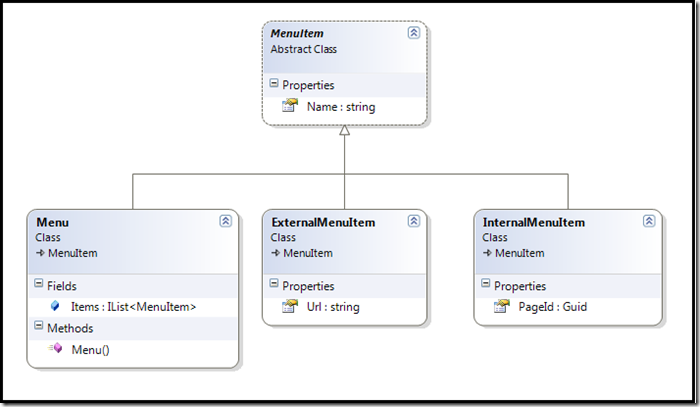 MenuItem
Abstract Class
Properties
Name : string
Menu
Class
MenuItem
Fields
Items : IList<MenuItem>
Methods
Menu()
ExternalMenuItem
Class
MenuItem
Properties
Url : string
InternalMenuItem
Class
MenuItem
Properties
PageId : Guid